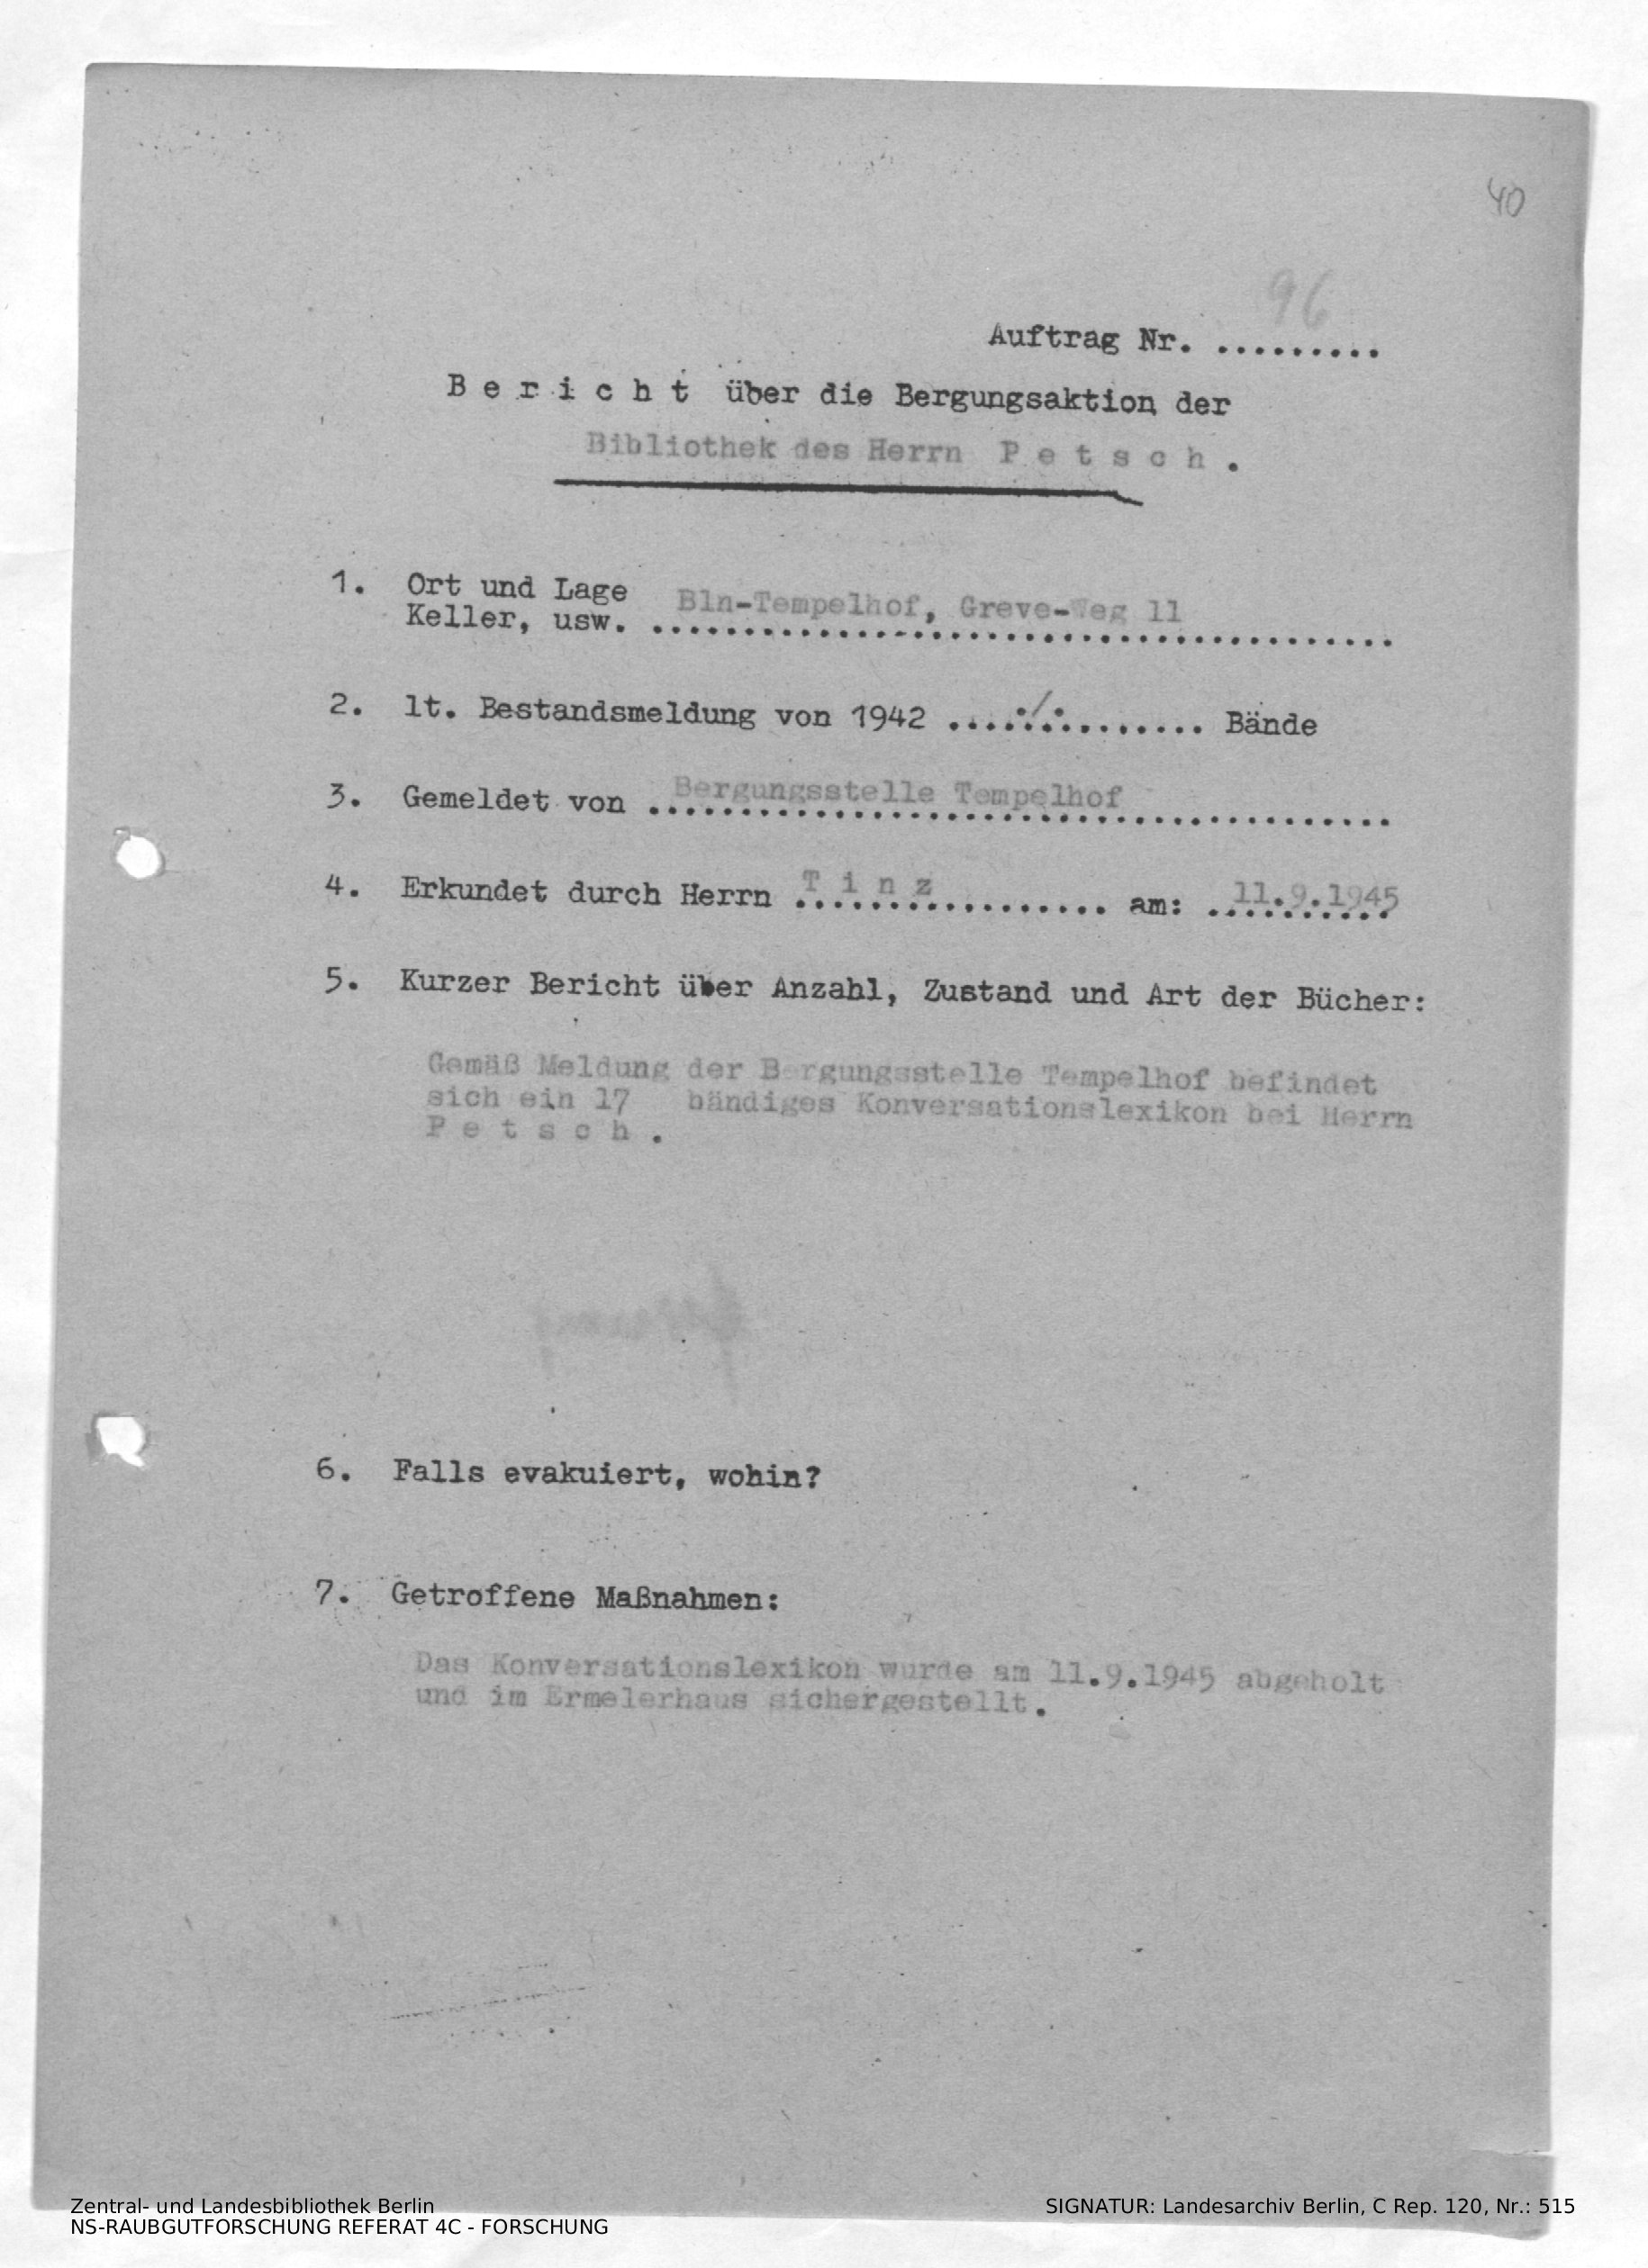 40
96
Auftrag Nr. .........
B e r i c h t über die Bergungsaktion der
Bibliothek des Herrn P e t s c h .
1. Ort und Lage
Keller, usw. Bln-Tempelhof, Greve-Weg 11
2. lt. Bestandsmeldung von 1942 ....·/·........ Bände
3. Gemeldet von Bergungsstelle Tempelhof
4. Erkundet durch Herrn T i n z am: 11.9.1945
5. Kurzer Bericht über Anzahl, Zustand und Art der Bücher:
Gemäß Meldung der Bergungsstelle Tempelhof befindet
sich ein 17 bändiges Konversationslexikon bei Herrn
P e t s c h .
6. Falls evakuiert, wohin?
7. Getroffene Maßnahmen:
Das Konversationslexikon wurde am 11.9.1945 abgeholt
und im Ermelerhaus sichergestellt.
Zentral- und Landesbibliothek Berlin
NS-RAUBGUTFORSCHUNG REFERAT 4C - FORSCHUNG
SIGNATUR: Landesarchiv Berlin, C Rep. 120, Nr.: 515